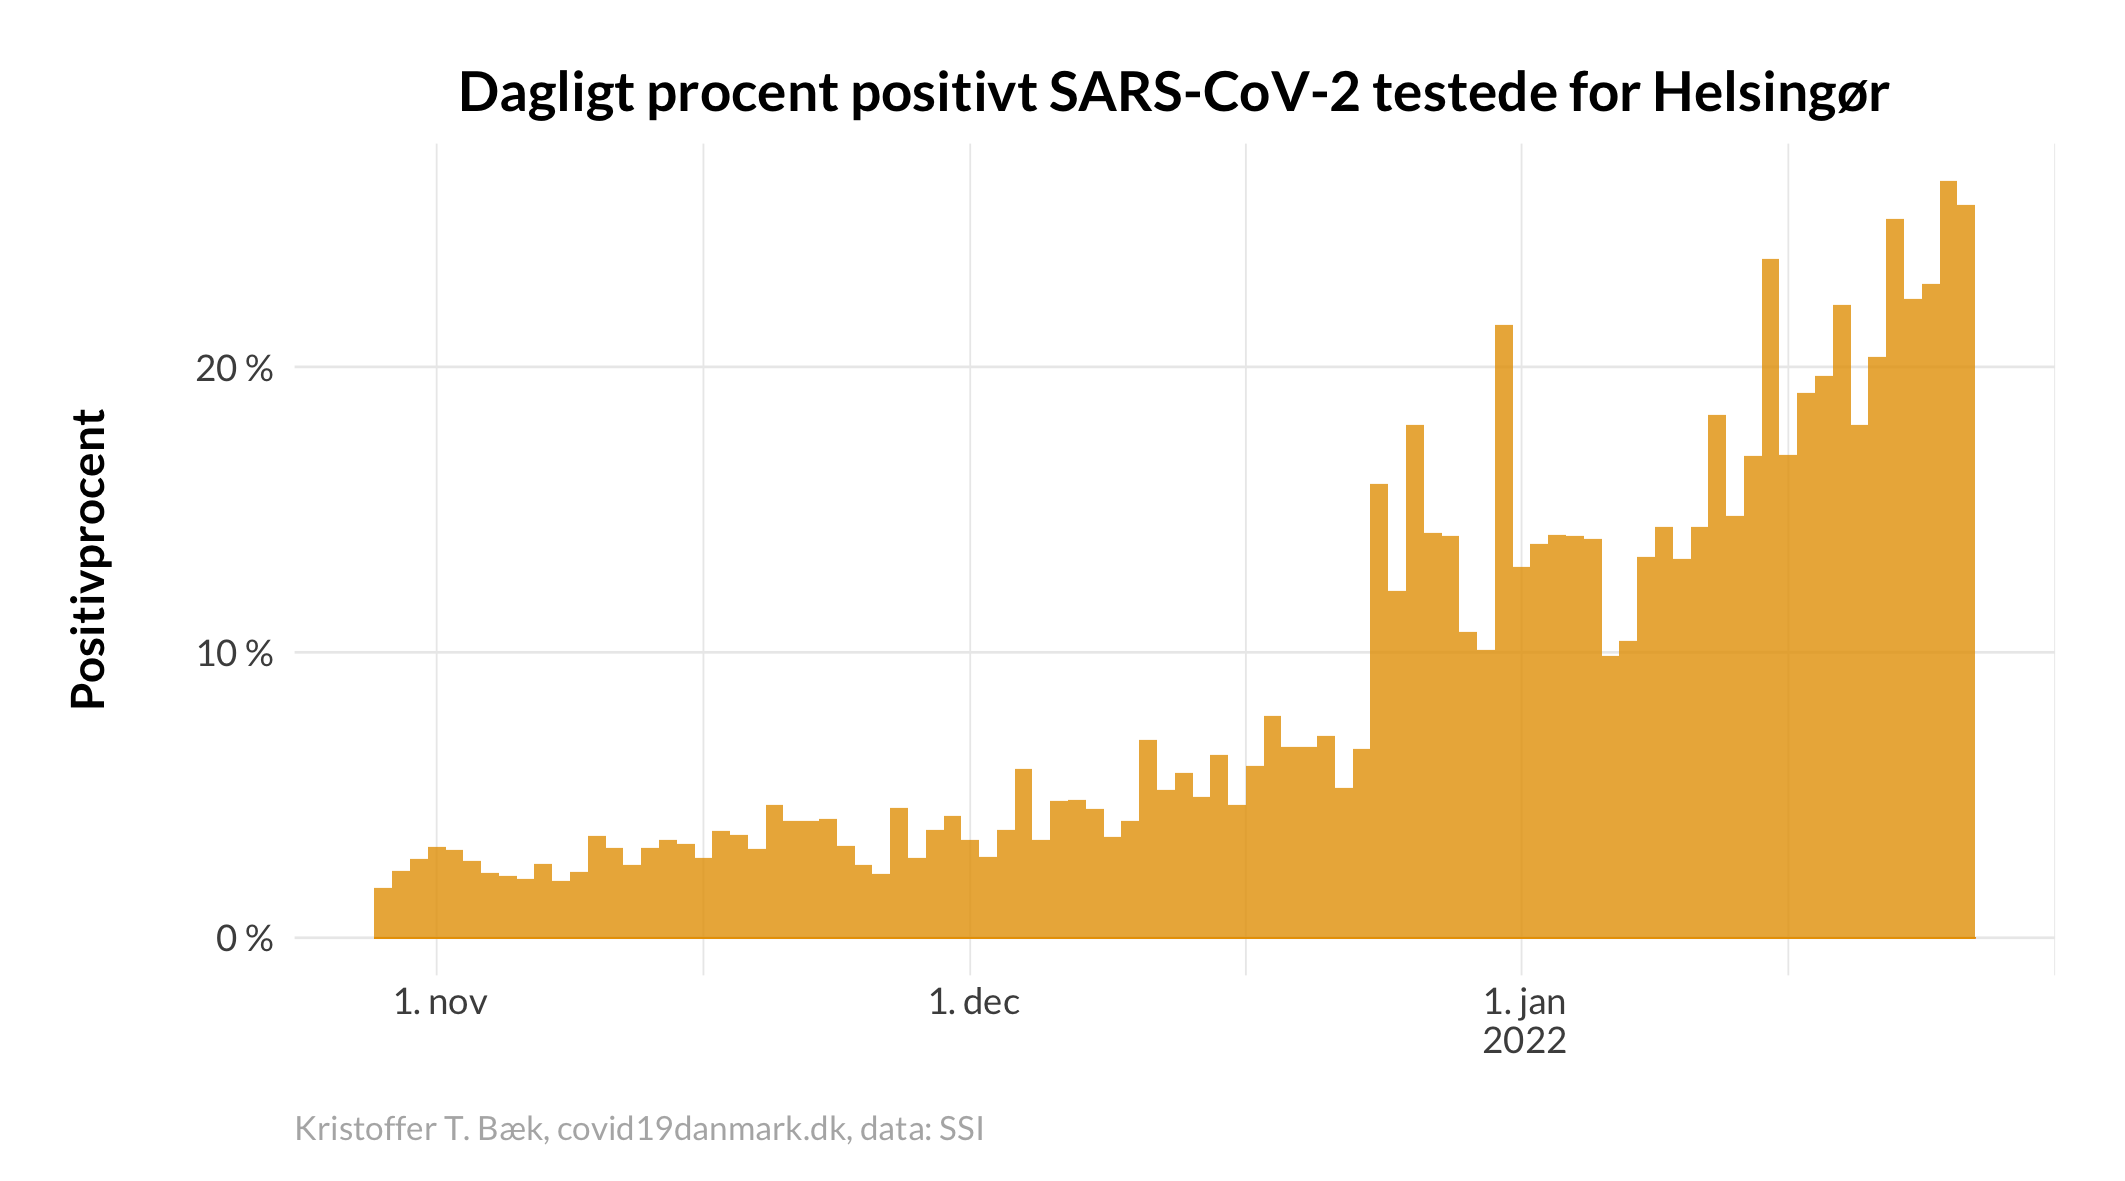 Dagligt procent positivt SARS-CoV-2 testede for Helsingør
Positivprocent
20 %
10 %
0 %
1. nov
1. dec
1. jan
2022
Kristoffer T. Bæk, covid19danmark.dk, data: SSI